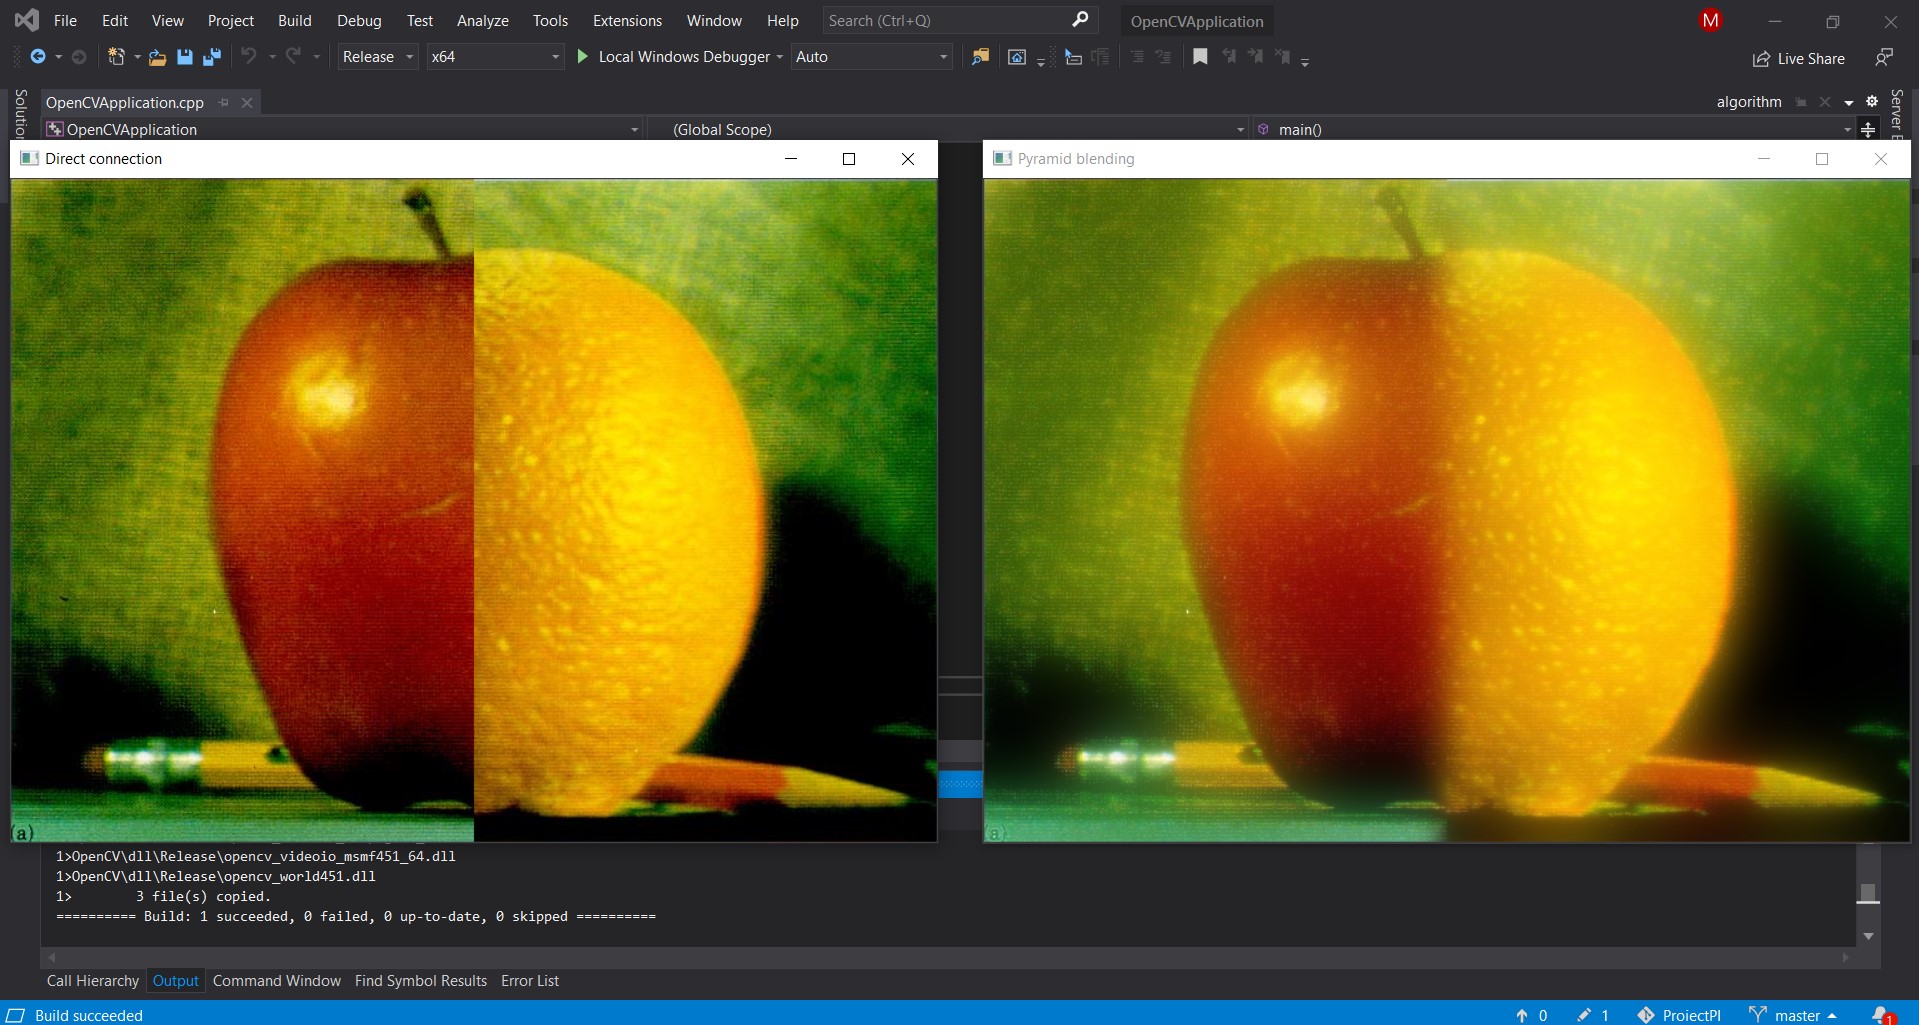 File Edit View Project Build Debug Test Analyze Tools Extensions Window Help Search (Ctrl+Q) OpenCVApplication M
Release x64 Local Windows Debugger Auto Live Share
OpenCVApplication.cpp algorithm
OpenCVApplication (Global Scope) main()
Direct connection
Pyramid blending
(a)
1>OpenCV\dll\Release\opencv_videoio_msmf451_64.dll
1>OpenCV\dll\Release\opencv_world451.dll
1> 3 file(s) copied.
========== Build: 1 succeeded, 0 failed, 0 up-to-date, 0 skipped ==========
Call Hierarchy Output Command Window Find Symbol Results Error List
Build succeeded 0 1 ProiectPI master 1